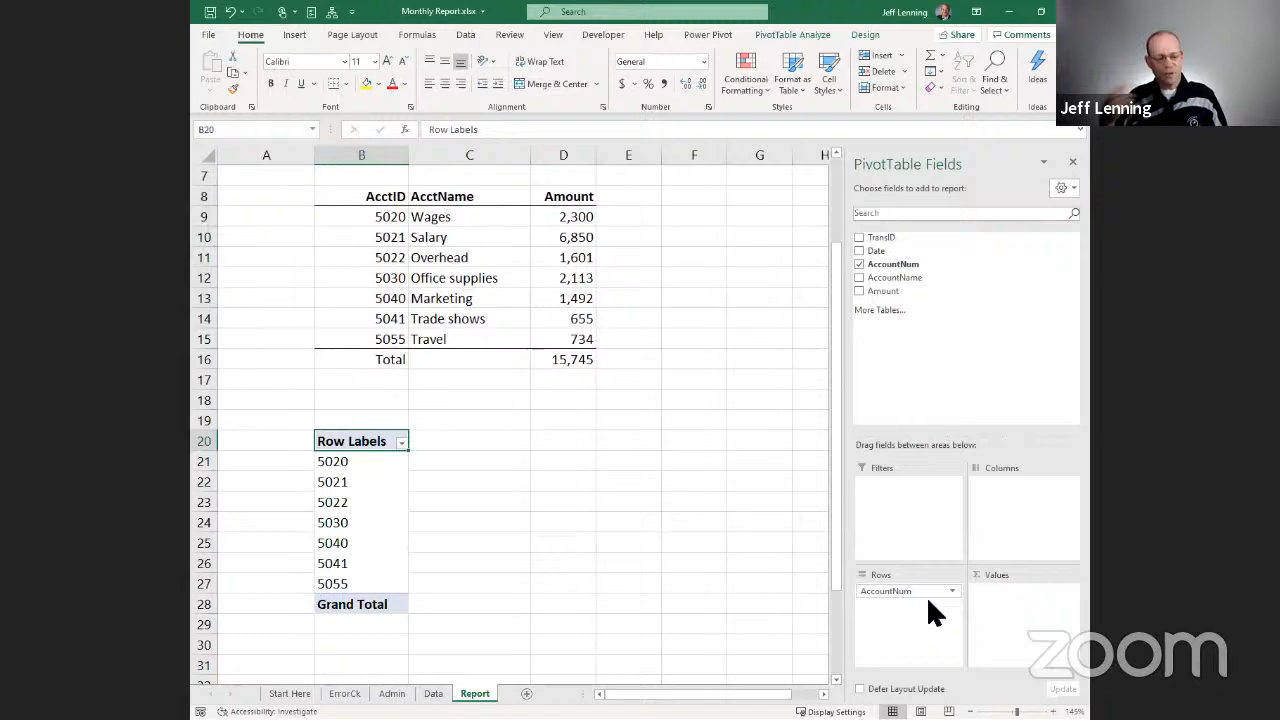 Monthly Report.xlsx
Search
Jeff Lenning
File Home Insert Page Layout Formulas Data Review View Developer Help Power Pivot PivotTable Analyze Design Share Comments
Paste
Calibri 11 A A
B I U A
Wrap Text
Merge & Center
General
$ % ,
Conditional Formatting
Format as Table
Cell Styles
Insert
Delete
Format
Sort & Filter
Find & Select
Ideas
Clipboard Font Alignment Number Styles Cells Editing Ideas
Jeff Lenning
B20 fx Row Labels
A B C D E F G H
7
8 AcctID AcctName Amount
9 5020 Wages 2,300
10 5021 Salary 6,850
11 5022 Overhead 1,601
12 5030 Office supplies 2,113
13 5040 Marketing 1,492
14 5041 Trade shows 655
15 5055 Travel 734
16 Total 15,745
17
18
19
20 Row Labels
21 5020
22 5021
23 5022
24 5030
25 5040
26 5041
27 5055
28 Grand Total
29
30
31
PivotTable Fields
Choose fields to add to report:
Search
TransID
Date
AccountNum
AccountName
Amount
More Tables...
Drag fields between areas below:
Filters Columns
Rows Σ Values
AccountNum
Defer Layout Update Update
zoom
Start Here Admin Data Report
Accessibility: Investigate
Display Settings
145%